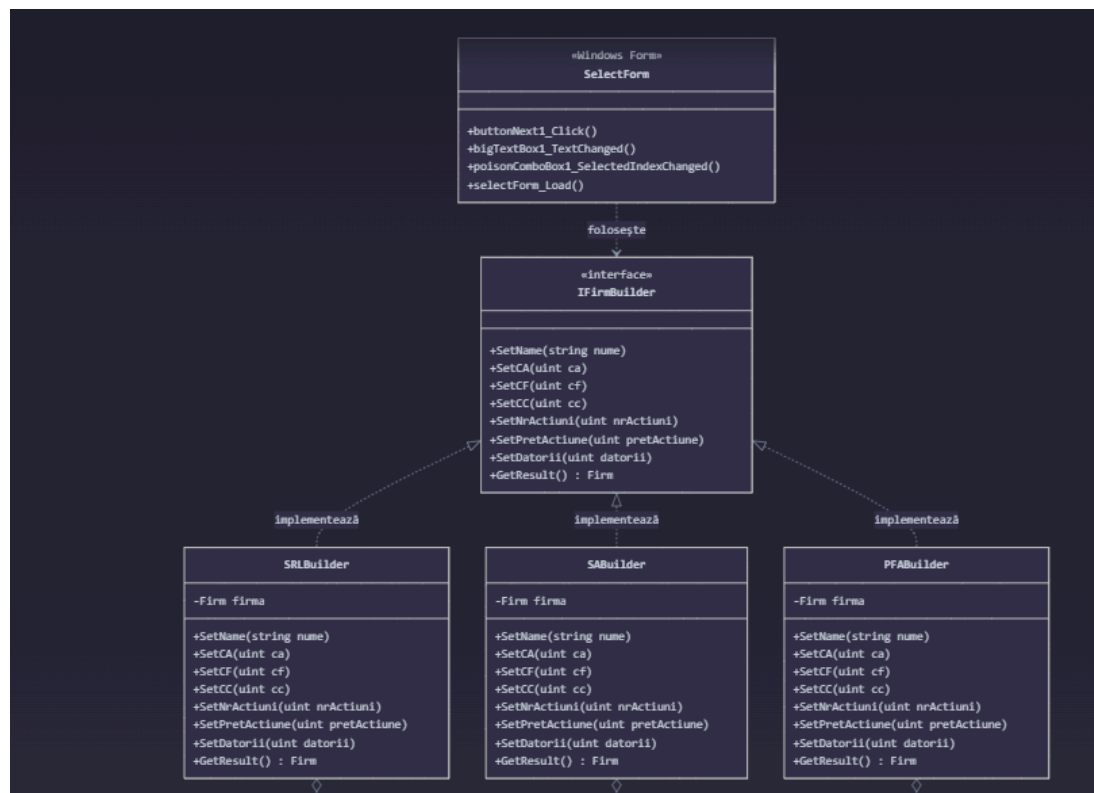 «Windows Form»
SelectForm
+buttonNext1_Click()
+bigTextBox1_TextChanged()
+poisonComboBox1_SelectedIndexChanged()
+selectForm_Load()
folosește
«interface»
IFirmBuilder
+SetName(string nume)
+SetCA(uint ca)
+SetCF(uint cf)
+SetCC(uint cc)
+SetNrActiuni(uint nrActiuni)
+SetPretActiune(uint pretActiune)
+SetDatorii(uint datorii)
+GetResult() : Firm
implementează
implementează
implementează
SRLBuilder
-Firm firma
+SetName(string nume)
+SetCA(uint ca)
+SetCF(uint cf)
+SetCC(uint cc)
+SetNrActiuni(uint nrActiuni)
+SetPretActiune(uint pretActiune)
+SetDatorii(uint datorii)
+GetResult() : Firm
SABuilder
-Firm firma
+SetName(string nume)
+SetCA(uint ca)
+SetCF(uint cf)
+SetCC(uint cc)
+SetNrActiuni(uint nrActiuni)
+SetPretActiune(uint pretActiune)
+SetDatorii(uint datorii)
+GetResult() : Firm
PFABuilder
-Firm firma
+SetName(string nume)
+SetCA(uint ca)
+SetCF(uint cf)
+SetCC(uint cc)
+SetNrActiuni(uint nrActiuni)
+SetPretActiune(uint pretActiune)
+SetDatorii(uint datorii)
+GetResult() : Firm